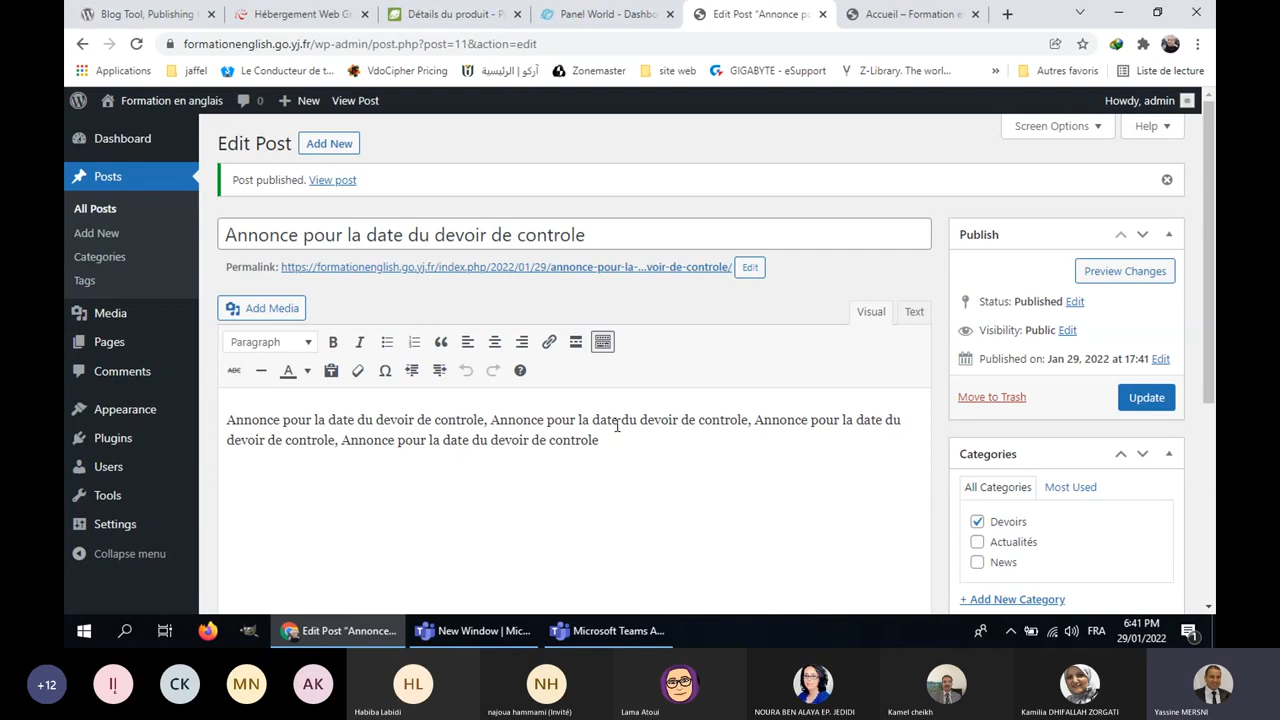 Blog Tool, Publishing
Hébergement Web G
Détails du produit - P
Panel World - Dashbo
Edit Post "Annonce po
Accueil – Formation e
formationenglish.go.yj.fr/wp-admin/post.php?post=11&action=edit
Applications
jaffel
Le Conducteur de t...
VdoCipher Pricing
آركو | الرئيسية
Zonemaster
site web
GIGABYTE - eSupport
Z-Library. The worl...
»
Autres favoris
Liste de lecture
Formation en anglais
0
New
View Post
Howdy, admin
Dashboard
Posts
All Posts
Add New
Categories
Tags
Media
Pages
Comments
Appearance
Plugins
Users
Tools
Settings
Collapse menu
Screen Options
Help
Edit Post
Add New
Post published. View post
Annonce pour la date du devoir de controle
Permalink: https://formationenglish.go.yj.fr/index.php/2022/01/29/annonce-pour-la-...voir-de-controle/ Edit
Add Media
Visual
Text
Paragraph
Annonce pour la date du devoir de controle, Annonce pour la date du devoir de controle, Annonce pour la date du
devoir de controle, Annonce pour la date du devoir de controle
Publish
Preview Changes
Status: Published Edit
Visibility: Public Edit
Published on: Jan 29, 2022 at 17:41 Edit
Move to Trash
Update
Categories
All Categories
Most Used
Devoirs
Actualités
News
+ Add New Category
Edit Post "Annonce...
New Window | Mic...
Microsoft Teams A...
FRA
6:41 PM
29/01/2022
1
+12
CK
MN
AK
HL
NH
Habiba Labidi
najoua hammami (Invité)
Lama Atoui
NOURA BEN ALAYA EP. JEDIDI
Kamel cheikh
Kamilia DHIFALLAH ZORGATI
Yassine MERSNI